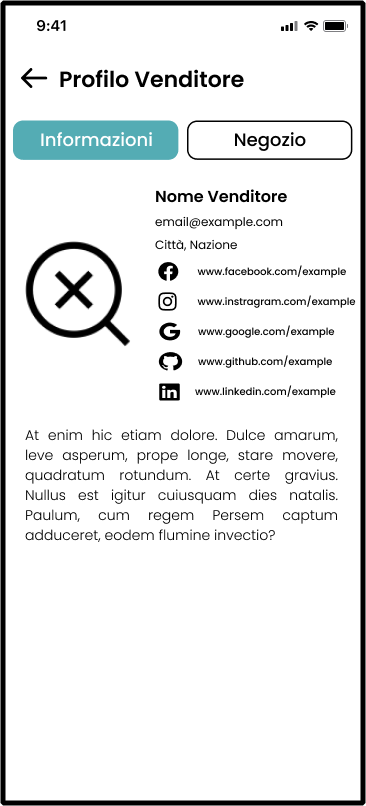 9:41
Profilo Venditore
Informazioni
Negozio
Nome Venditore
email@example.com
Città, Nazione
www.facebook.com/example
www.instragram.com/example
www.google.com/example
www.github.com/example
www.linkedin.com/example
At enim hic etiam dolore. Dulce amarum,
leve asperum, prope longe, stare movere,
quadratum rotundum. At certe gravius.
Nullus est igitur cuiusquam dies natalis.
Paulum, cum regem Persem captum
adduceret, eodem flumine invectio?